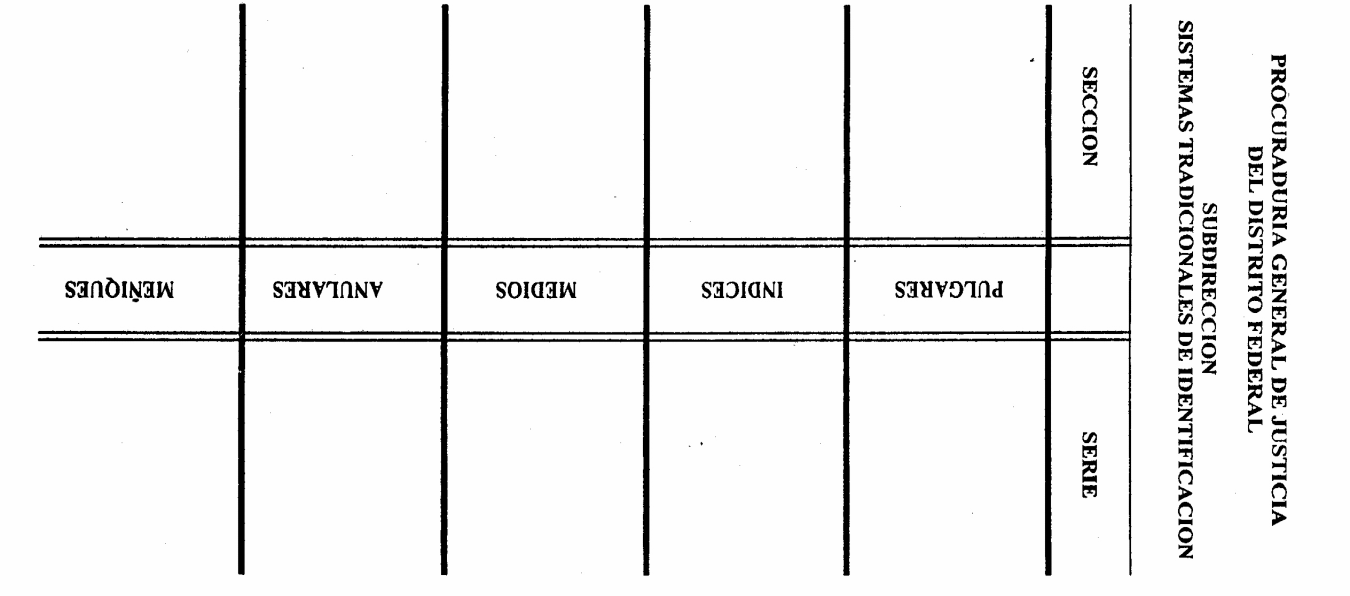 PROCURADURIA GENERAL DE JUSTICIA
DEL DISTRITO FEDERAL
SUBDIRECCION
SISTEMAS TRADICIONALES DE IDENTIFICACION
SECCION
SERIE
PULGARES
INDICES
MEDIOS
ANULARES
MEÑIQUES